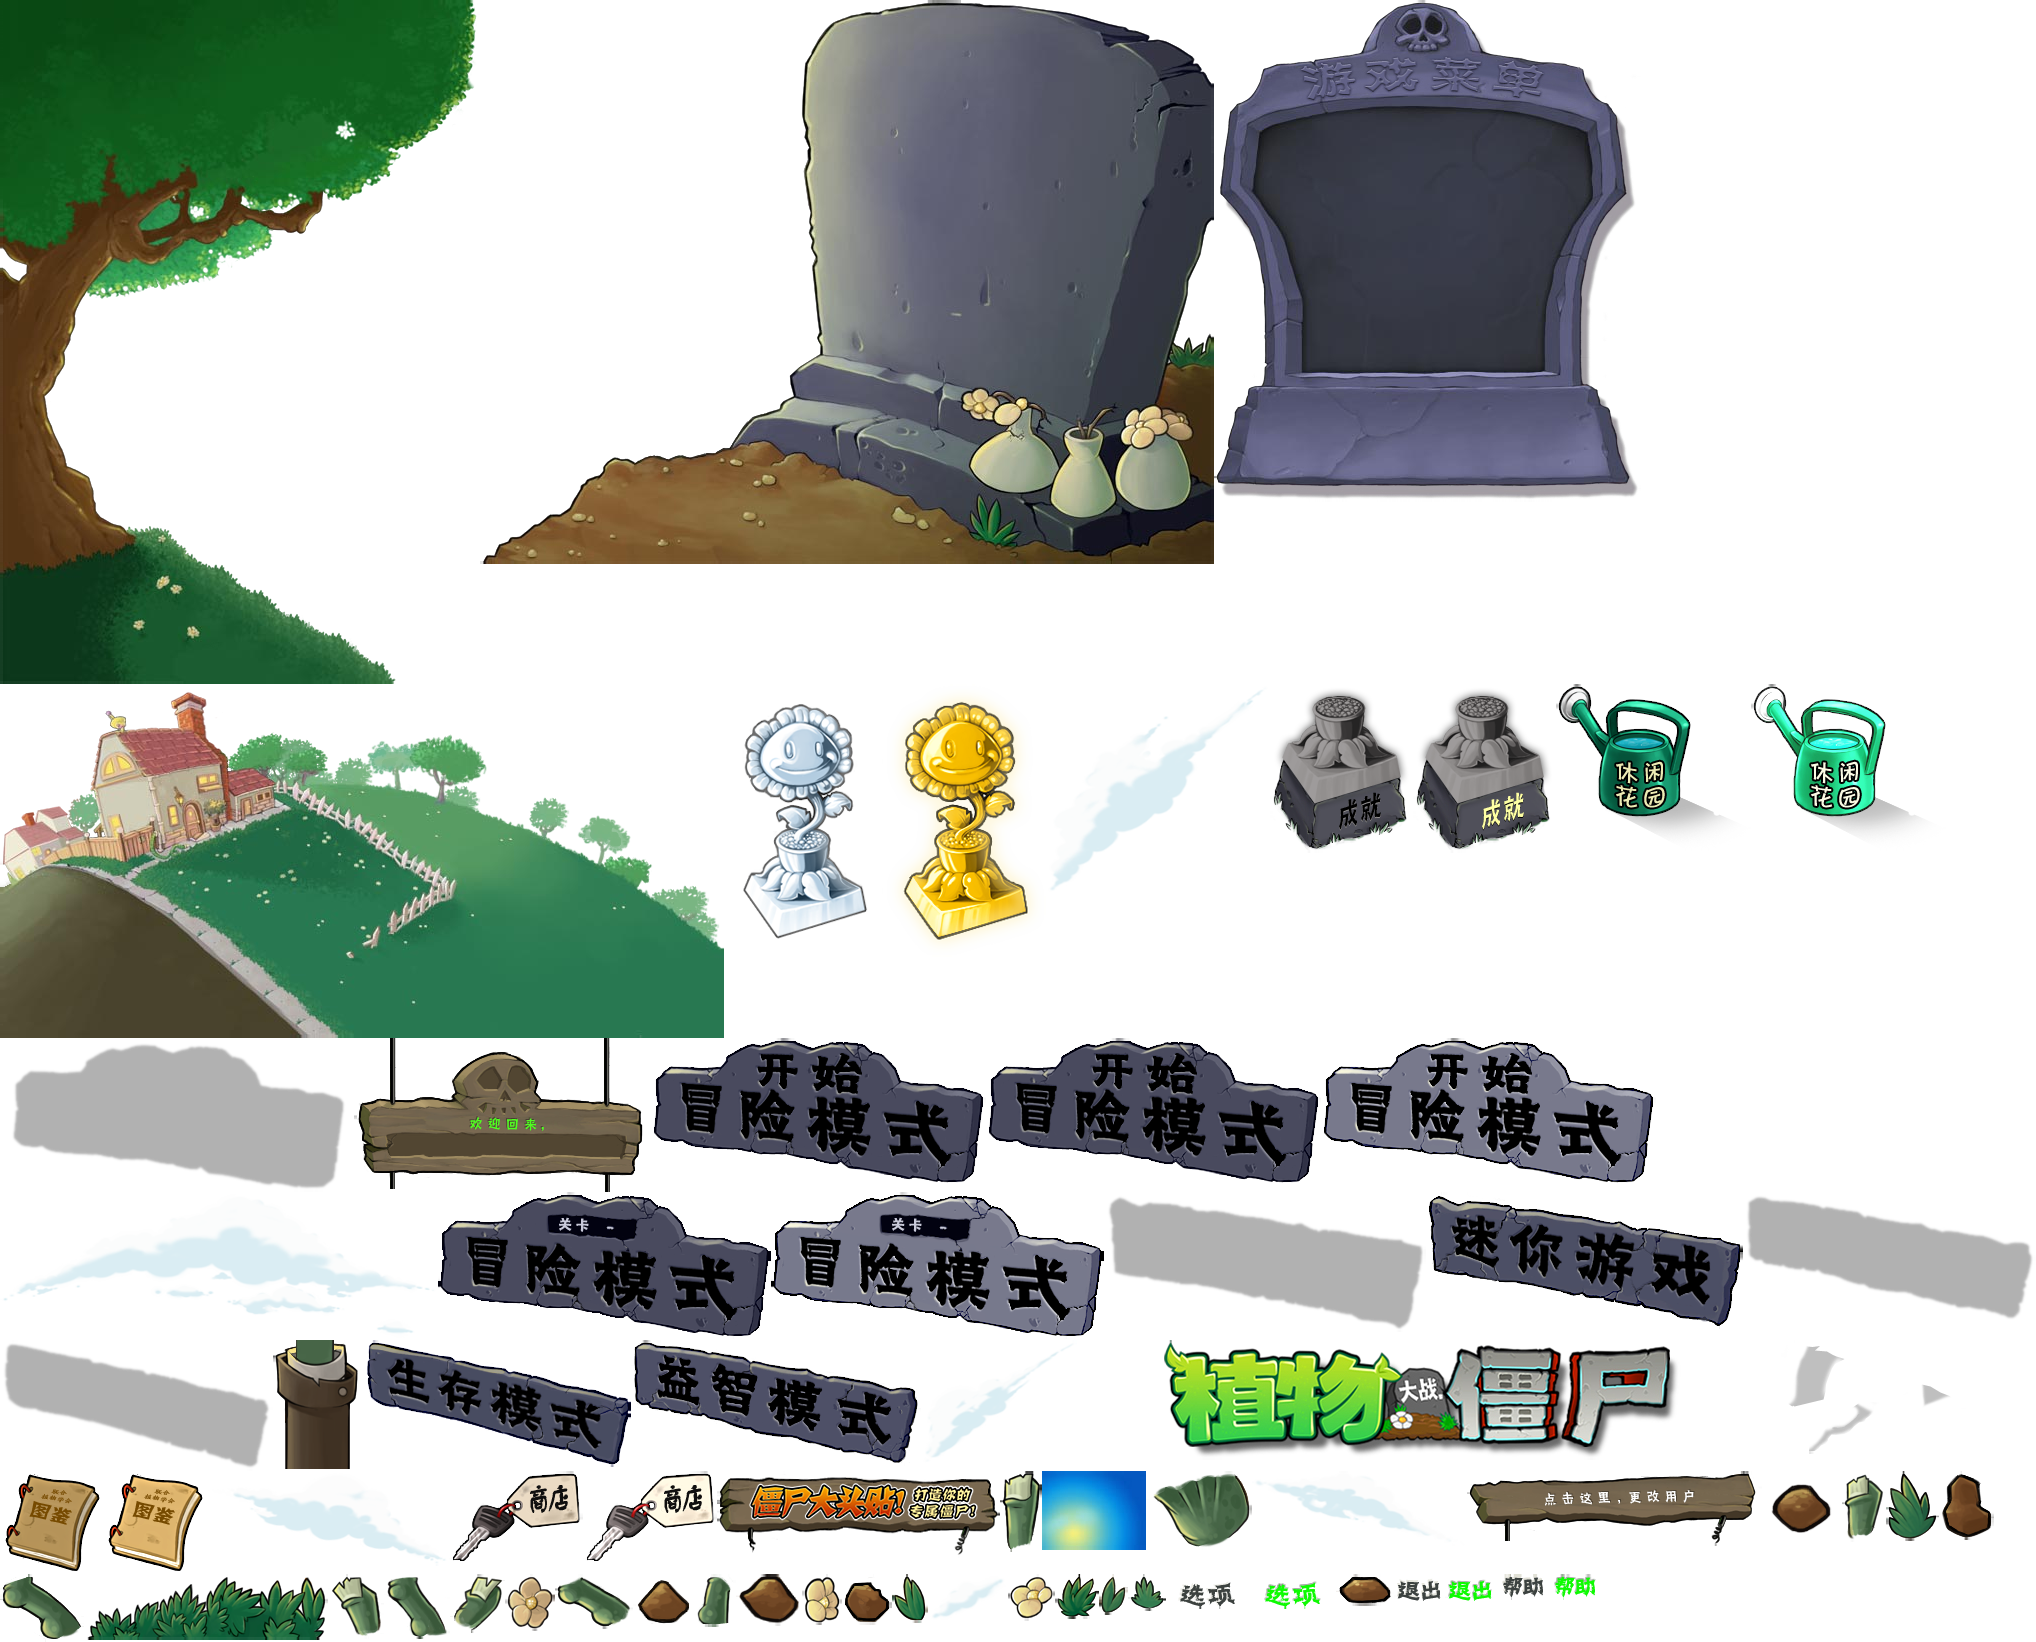 游戏菜单
成就
成就
休闲
花园
休闲
花园
欢迎回来,
开始
冒险模式
开始
冒险模式
开始
冒险模式
关卡 -
冒险模式
关卡 -
冒险模式
迷你游戏
生存模式
益智模式
植物大战僵尸
图鉴
图鉴
商店
商店
僵尸大头贴!
打造你的
专属僵尸!
点击这里,更改用户
选项
选项
退出
退出
帮助
帮助